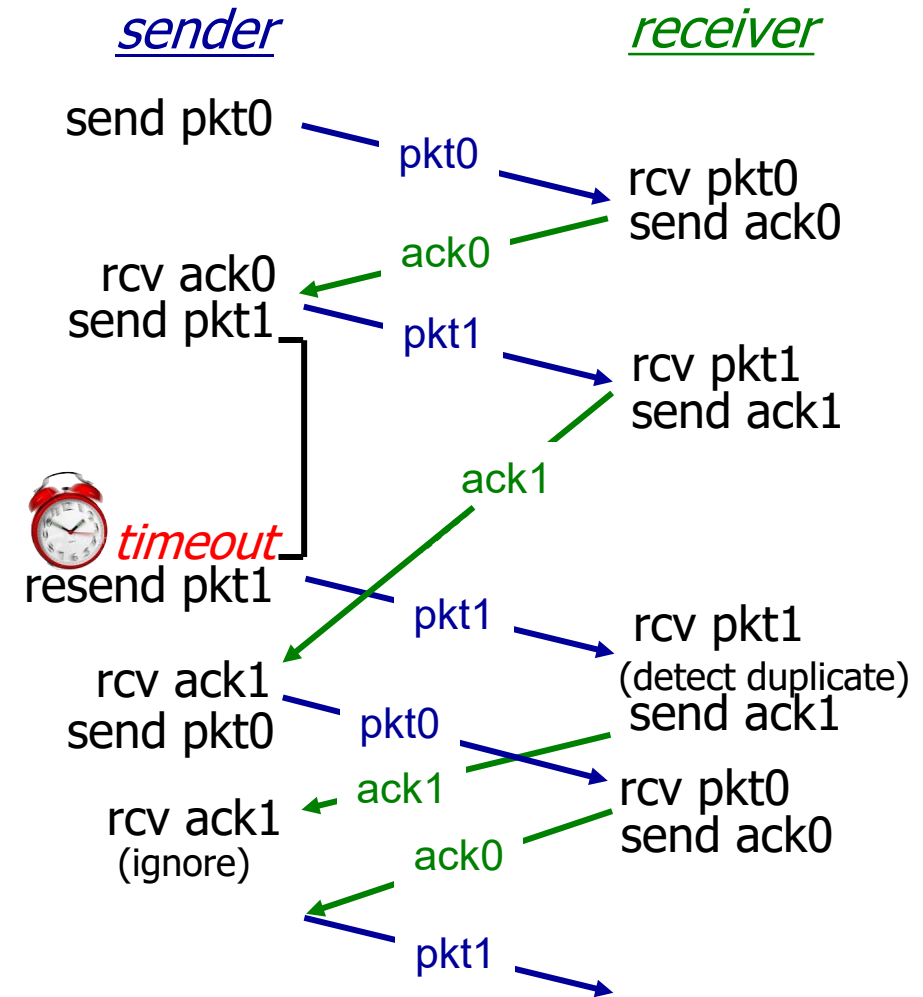 sender
receiver
send pkt0
pkt0
rcv pkt0
send ack0
ack0
rcv ack0
send pkt1
pkt1
rcv pkt1
send ack1
ack1
timeout
resend pkt1
pkt1
rcv pkt1
(detect duplicate)
send ack1
rcv ack1
send pkt0
pkt0
ack1
rcv pkt0
send ack0
rcv ack1
(ignore)
ack0
pkt1